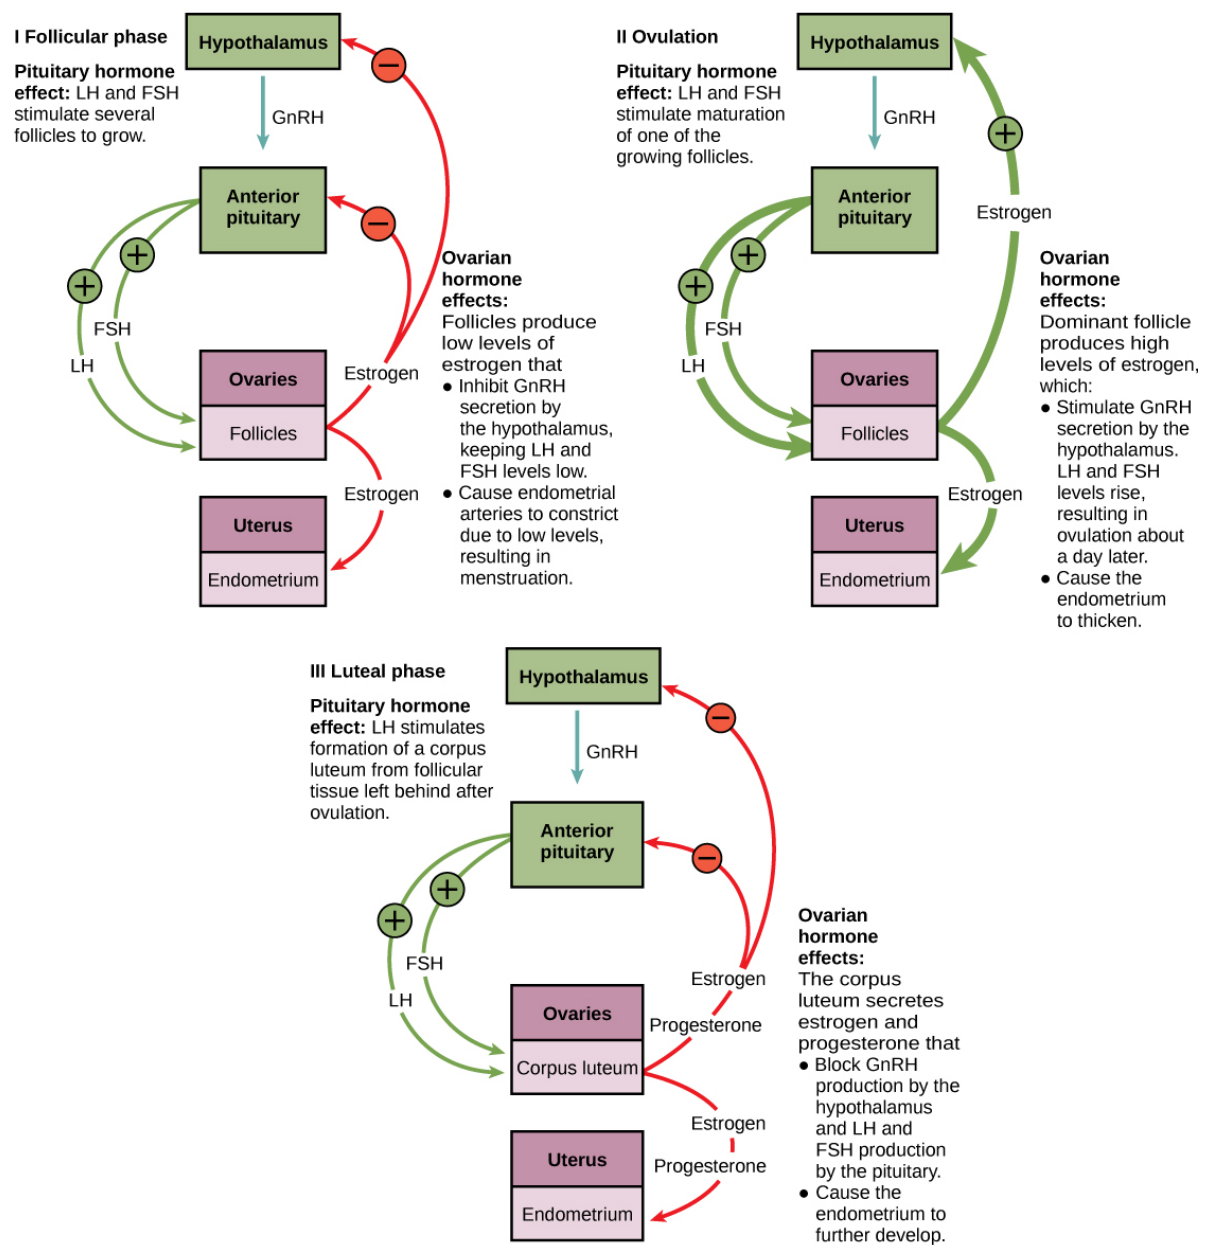 I Follicular phase
Pituitary hormone
effect: LH and FSH
stimulate several
follicles to grow.
Hypothalamus
GnRH
Anterior
pituitary
FSH
LH
Ovaries
Follicles
Estrogen
Estrogen
Uterus
Endometrium
Ovarian
hormone
effects:
Follicles produce
low levels of
estrogen that
● Inhibit GnRH
secretion by
the hypothalamus,
keeping LH and
FSH levels low.
● Cause endometrial
arteries to constrict
due to low levels,
resulting in
menstruation.
II Ovulation
Pituitary hormone
effect: LH and FSH
stimulate maturation
of one of the
growing follicles.
Hypothalamus
GnRH
Anterior
pituitary
Estrogen
FSH
LH
Ovaries
Follicles
Estrogen
Uterus
Endometrium
Ovarian
hormone
effects:
Dominant follicle
produces high
levels of estrogen,
which:
● Stimulate GnRH
secretion by the
hypothalamus.
LH and FSH
levels rise,
resulting in
ovulation about
a day later.
● Cause the
endometrium
to thicken.
III Luteal phase
Pituitary hormone
effect: LH stimulates
formation of a corpus
luteum from follicular
tissue left behind after
ovulation.
Hypothalamus
GnRH
Anterior
pituitary
FSH
LH
Ovaries
Corpus luteum
Estrogen
Progesterone
Estrogen
Progesterone
Uterus
Endometrium
Ovarian
hormone
effects:
The corpus
luteum secretes
estrogen and
progesterone that
● Block GnRH
production by the
hypothalamus
and LH and
FSH production
by the pituitary.
● Cause the
endometrium to
further develop.